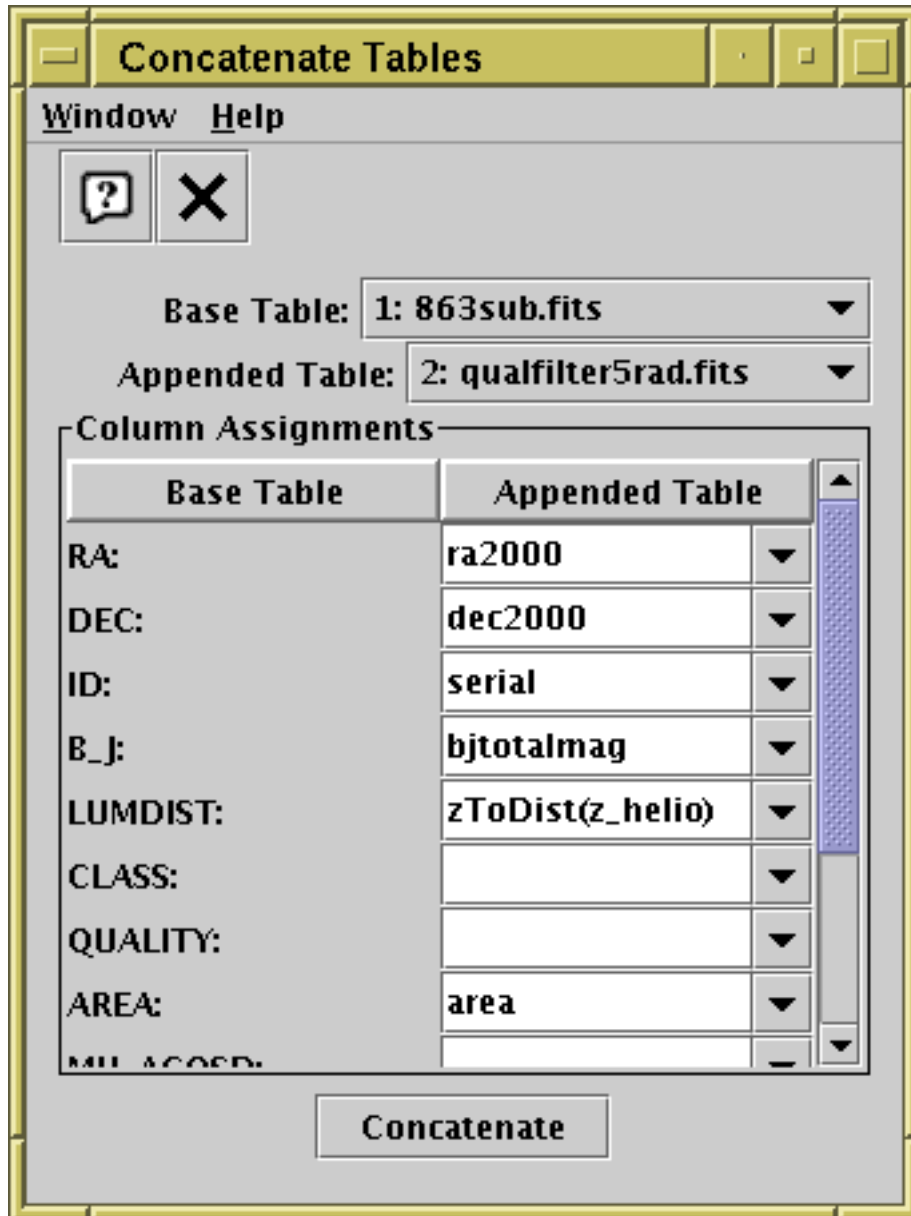 Concatenate Tables
Window Help
Base Table: 1: 863sub.fits
Appended Table: 2: qualfilter5rad.fits
Column Assignments
Base Table Appended Table
RA: ra2000
DEC: dec2000
ID: serial
B_J: bjtotalmag
LUMDIST: zToDist(z_helio)
CLASS:
QUALITY:
AREA: area
Concatenate